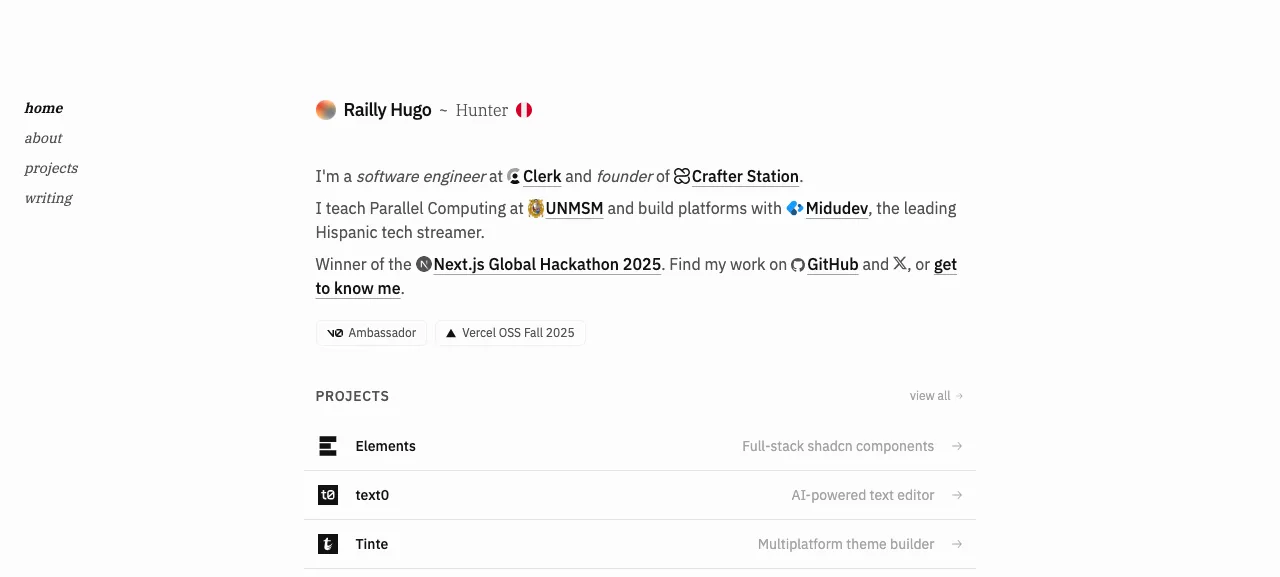 home
about
projects
writing
Railly Hugo ~ Hunter
I'm a software engineer at Clerk and founder of Crafter Station.
I teach Parallel Computing at UNMSM and build platforms with Midudev, the leading
Hispanic tech streamer.
Winner of the Next.js Global Hackathon 2025. Find my work on GitHub and X, or get
to know me.
v0 Ambassador
Vercel OSS Fall 2025
PROJECTS
view all →
Elements
Full-stack shadcn components →
t0 text0
AI-powered text editor →
t Tinte
Multiplatform theme builder →